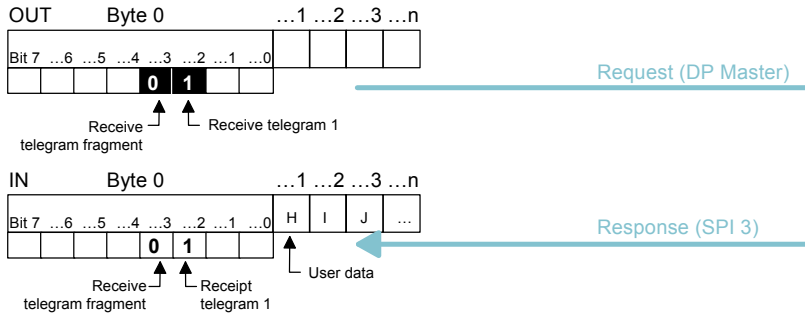 OUT Byte 0 …1 …2 …3 …n
Bit 7 …6 …5 …4 …3 …2 …1 …0
Request (DP Master)
0 1
Receive telegram fragment
Receive telegram 1
IN Byte 0 …1 …2 …3 …n
Bit 7 …6 …5 …4 …3 …2 …1 …0 H I J …
Response (SPI 3)
0 1
User data
Receive telegram fragment
Receipt telegram 1